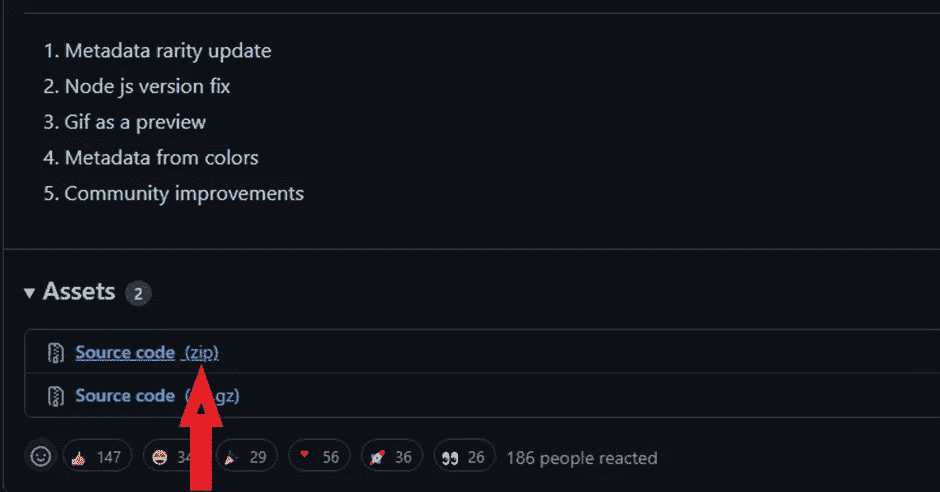 1. Metadata rarity update
2. Node js version fix
3. Gif as a preview
4. Metadata from colors
5. Community improvements
Assets 2
Source code (zip)
Source code gz)
147 34 29 56 36 26 186 people reacted